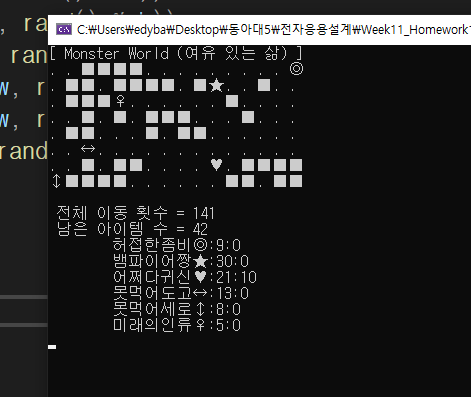 C:\Users\edyba\Desktop\동아대5\전자응용설계\Week11_Homework1
[ Monster World (여유 있는 삶) ]
. . ■■■■. . . . . . . . . ◎
. ■■. ■■■■. ■★. . ■. .
. ■■■♀. . . . . . ■. . . .
. . ■. ■. ■■■. . . ■. . .
. ■■. . . ■. ■■. . . . . .
. . ↔. . . . . . . . . . . . .
. . ■. ■■. . . . ♥. ■■■■
↕■■■■. . . . . . ■■. ■■
전체 이동 횟수 = 141
남은 아이템 수 = 42
허접한좀비◎:9:0
뱀파이어짱★:30:0
어쩌다귀신♥:21:10
못먹어도고↔:13:0
못먹어세로↕:8:0
미래의인류♀:5:0